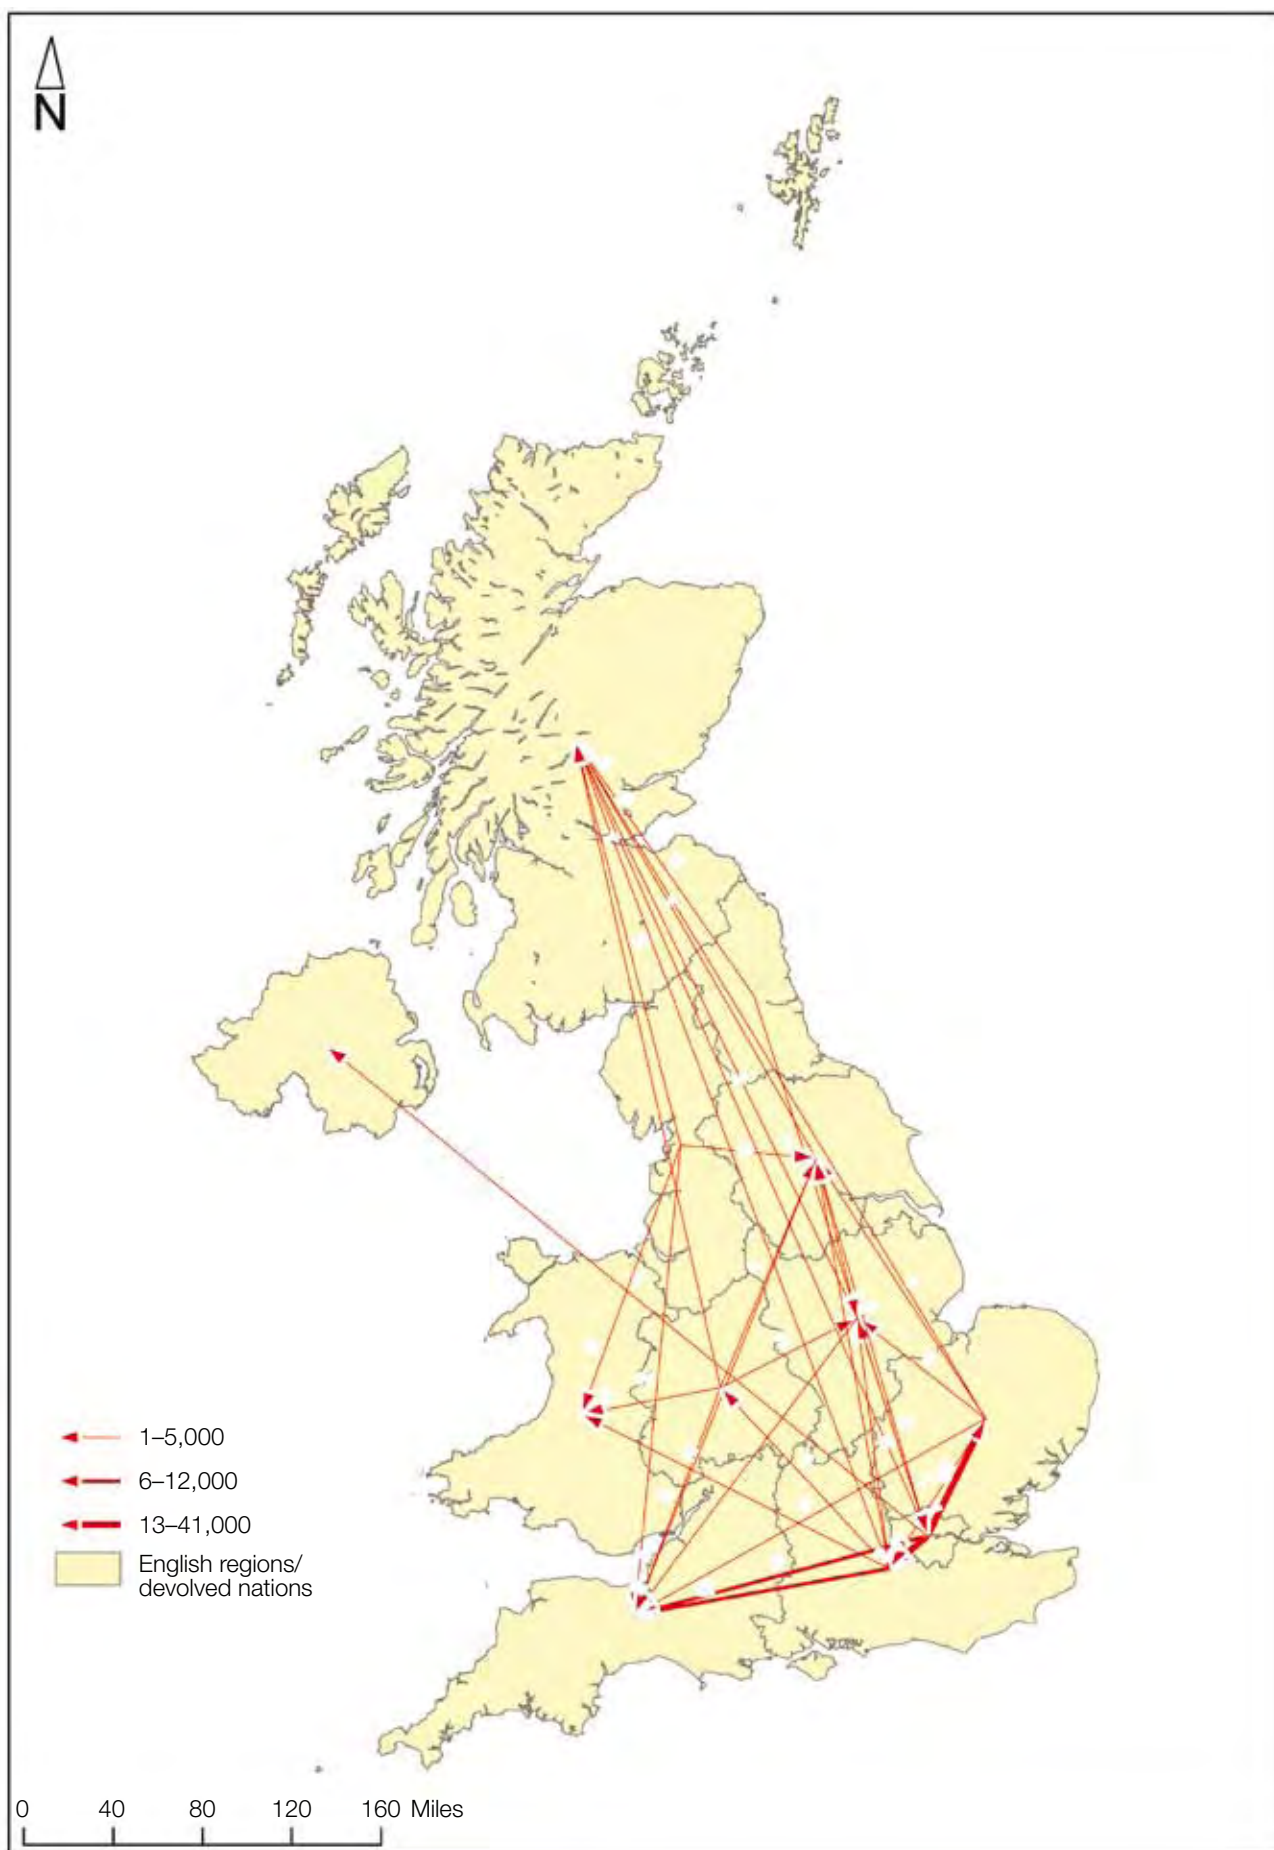 N
1–5,000
6–12,000
13–41,000
English regions/
devolved nations
0 40 80 120 160 Miles